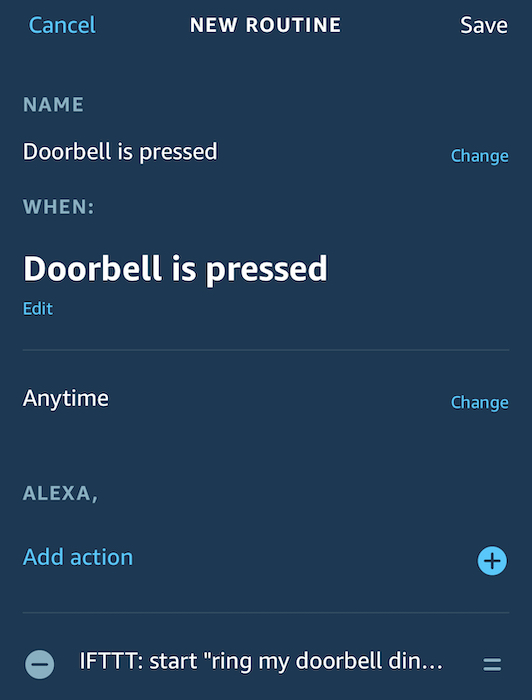 Cancel NEW ROUTINE Save
NAME
Doorbell is pressed Change
WHEN:
Doorbell is pressed
Edit
Anytime Change
ALEXA,
Add action
IFTTT: start "ring my doorbell din...